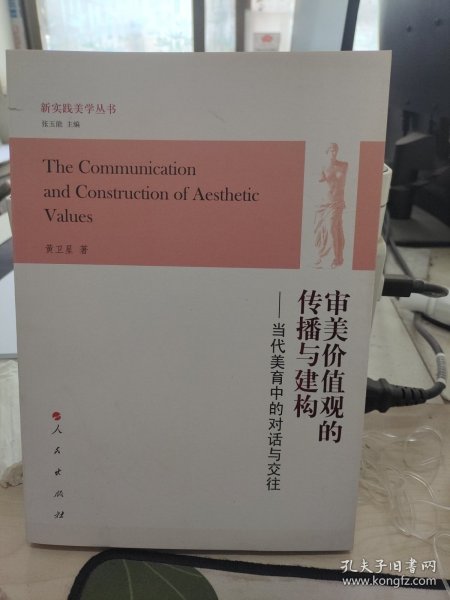 新实践美学丛书
张玉能 主编
The Communication
and Construction of Aesthetic
Values
黄卫星 著
审美价值观的
传播与建构
——当代美育中的对话与交往
人民出版社
孔夫子旧书网
www.kongfz.com